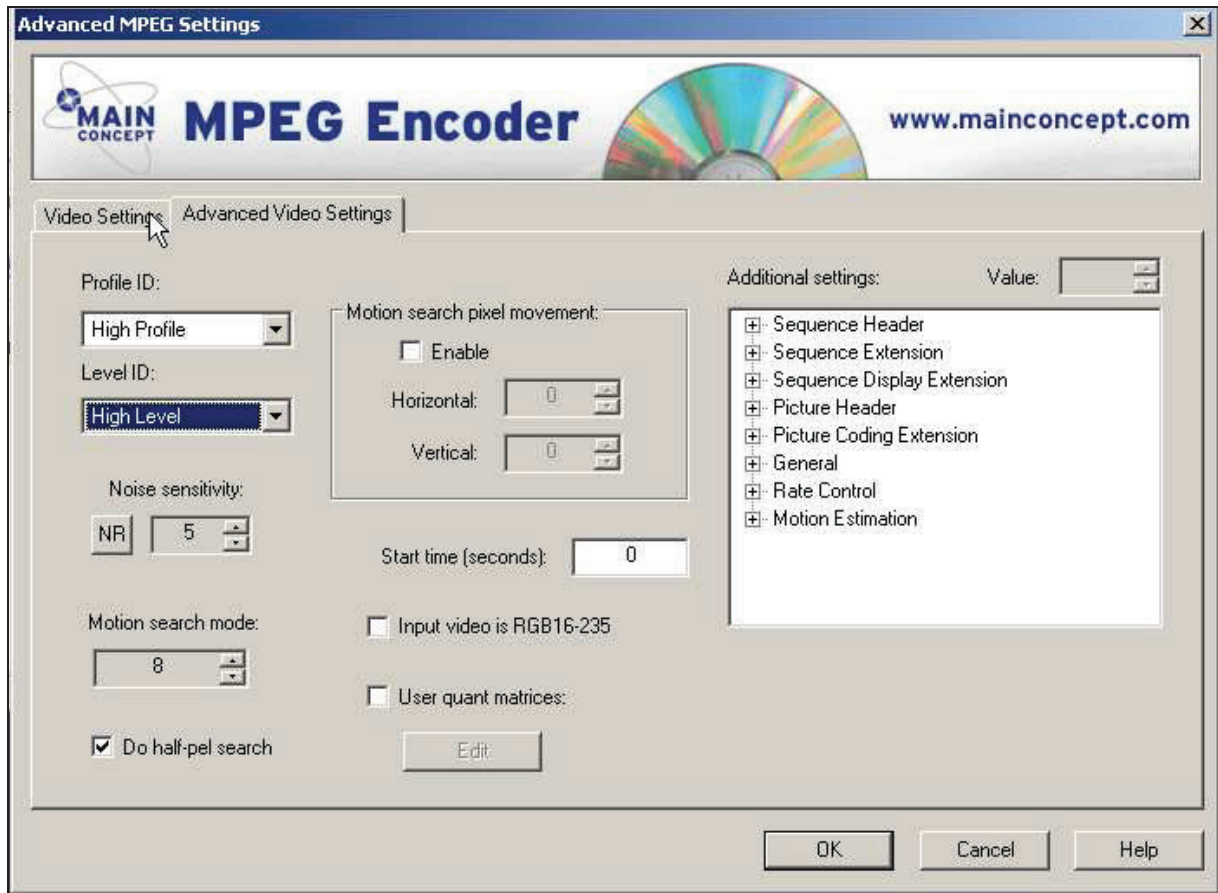 Advanced MPEG Settings
MAIN CONCEPT MPEG Encoder www.mainconcept.com
Video Settings Advanced Video Settings
Profile ID:
High Profile
Level ID:
High Level
Noise sensitivity:
NR 5
Motion search mode:
8
Do half-pel search
Motion search pixel movement:
Enable
Horizontal: 0
Vertical: 0
Start time (seconds): 0
Input video is RGB16-235
User quant matrices:
Edit
Additional settings: Value:
Sequence Header
Sequence Extension
Sequence Display Extension
Picture Header
Picture Coding Extension
General
Rate Control
Motion Estimation
OK Cancel Help